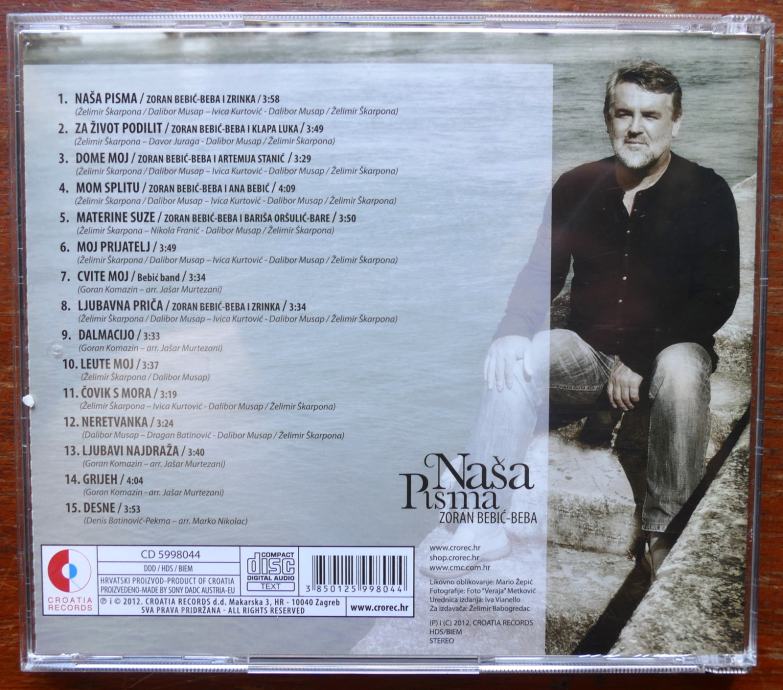 1. NAŠA PISMA / ZORAN BEBIĆ-BEBA I ZRINKA / 3:58
(Želimir Škarpona / Dalibor Musap – Ivica Kurtović - Dalibor Musap / Želimir Škarpona)
2. ZA ŽIVOT PODILIT / ZORAN BEBIĆ-BEBA I KLAPA LUKA / 3:49
(Želimir Škarpona – Davor Juraga - Dalibor Musap / Želimir Škarpona)
3. DOME MOJ / ZORAN BEBIĆ-BEBA I ARTEMIJA STANIĆ / 3:29
(Želimir Škarpona / Dalibor Musap – Ivica Kurtović - Dalibor Musap / Želimir Škarpona)
4. MOM SPLITU / ZORAN BEBIĆ-BEBA I ANA BEBIĆ / 4:09
(Želimir Škarpona / Dalibor Musap – Ivica Kurtović - Dalibor Musap / Želimir Škarpona)
5. MATERINE SUZE / ZORAN BEBIĆ-BEBA I BARIŠA ORŠULIĆ-BARE / 3:50
(Želimir Škarpona – Nikola Franić - Dalibor Musap / Želimir Škarpona)
6. MOJ PRIJATELJ / 3:49
(Želimir Škarpona / Dalibor Musap – Ivica Kurtović - Dalibor Musap / Želimir Škarpona)
7. CVITE MOJ / Bebić band / 3:34
(Goran Komazin – arr. Jašar Murtezani)
8. LJUBAVNA PRIČA / ZORAN BEBIĆ-BEBA I ZRINKA / 3:34
(Želimir Škarpona / Dalibor Musap – Ivica Kurtović - Dalibor Musap / Želimir Škarpona)
9. DALMACIJO / 3:33
(Goran Komazin – arr. Jašar Murtezani)
10. LEUTE MOJ / 3:37
(Želimir Škarpona / Dalibor Musap)
11. ČOVIK S MORA / 3:19
(Želimir Škarpona – Ivica Kurtović - Dalibor Musap / Želimir Škarpona)
12. NERETVANKA / 3:24
(Dalibor Musap – Dragan Batinović - Dalibor Musap / Želimir Škarpona)
13. LJUBAVI NAJDRAŽA / 3:40
(Goran Komazin – arr. Jašar Murtezani)
14. GRIJEH / 4:04
(Goran Komazin - arr. Jašar Murtezani)
15. DESNE / 3:53
(Denis Batinović-Pekma – arr. Marko Nikolac)
Naša
Pisma
ZORAN BEBIĆ-BEBA
CROATIA
RECORDS
CD 5998044
DDD / HDS / BIEM
HRVATSKI PROIZVOD-PRODUCT OF CROATIA
PROIZVEDENO-MADE BY SONY DADC AUSTRIA-EU
COMPACT
disc
DIGITAL AUDIO
TEXT
3 850125 998044
Ⓟ i © 2012. CROATIA RECORDS d.d. Makarska 3, HR - 10040 Zagreb
SVA PRAVA PRIDRŽANA - ALL RIGHTS RESERVED
www.crorec.hr
www.crorec.hr
shop.crorec.hr
www.cmc.com.hr
Likovno oblikovanje: Mario Žepić
Fotografije: Foto "Veraja" Metković
Urednica izdanja: Iva Vianello
Za izdavača: Želimir Babogredac
(P) i (C) 2012. CROATIA RECORDS
HDS/BIEM
STEREO